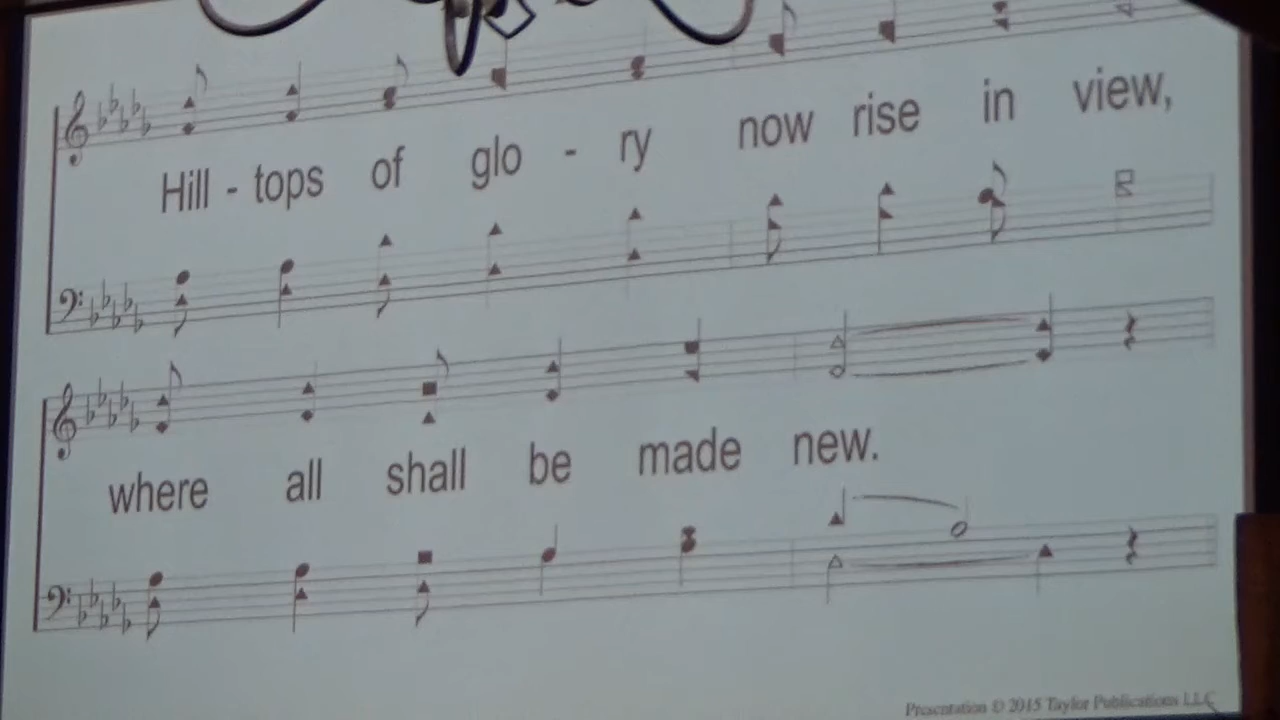 Hill - tops of glo - ry now rise in view,
where all shall be made new.
Presentation © 2015 Taylor Publications LLC